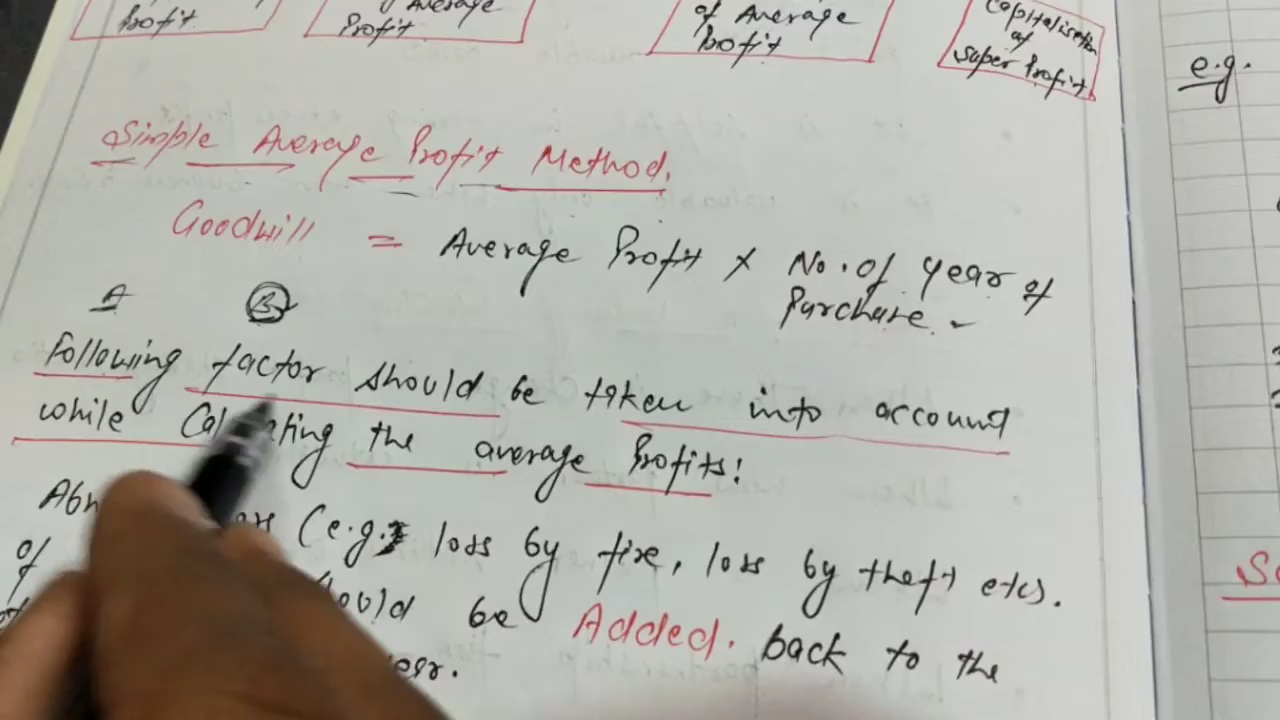 Profit
Average
Profit
of Average
Profit
Capitalisation
of
Super Profit
e.g.
Simple Average Profit Method.
Goodwill = Average Profit × No. of year of
Purchase.
A B
Following factor should be taken into account
while the average Profits:
(e.g. loss by fire, loss by theft etc).
of should be Added. back to the